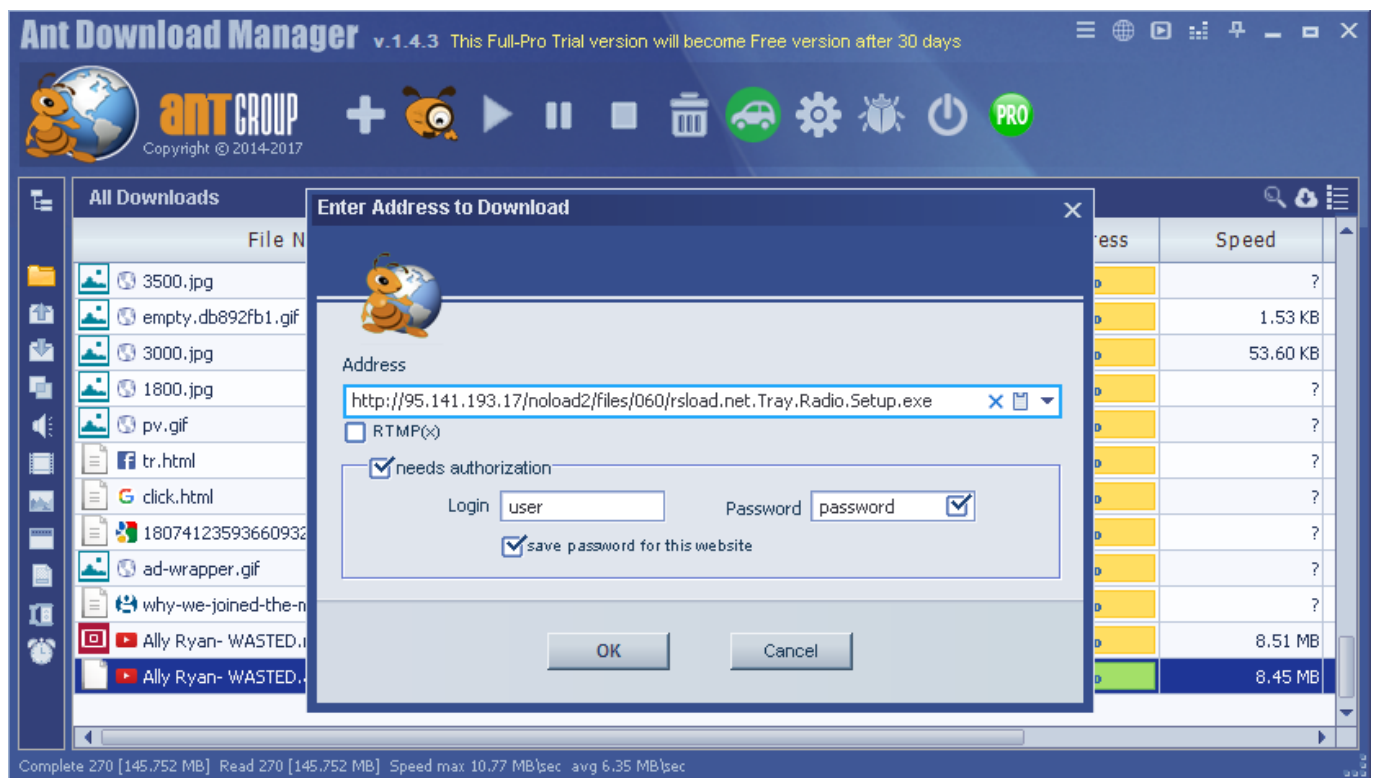 Ant Download Manager v.1.4.3 This Full-Pro Trial version will become Free version after 30 days
ANT GROUP
Copyright © 2014-2017
PRO
All Downloads
Enter Address to Download
File N
ress
Speed
3500.jpg
?
empty.db892fb1.gif
1.53 KB
3000.jpg
53.60 KB
1800.jpg
?
pv.gif
?
tr.html
?
click.html
?
18074123593660932
?
ad-wrapper.gif
?
why-we-joined-the-n
?
Ally Ryan- WASTED.
8.51 MB
Ally Ryan- WASTED.
8.45 MB
Address
http://95.141.193.17/noload2/files/060/rsload.net.Tray.Radio.Setup.exe
RTMP(x)
needs authorization
Login user Password password
save password for this website
OK Cancel
Complete 270 [145.752 MB] Read 270 [145.752 MB] Speed max 10.77 MB\sec avg 6.35 MB\sec